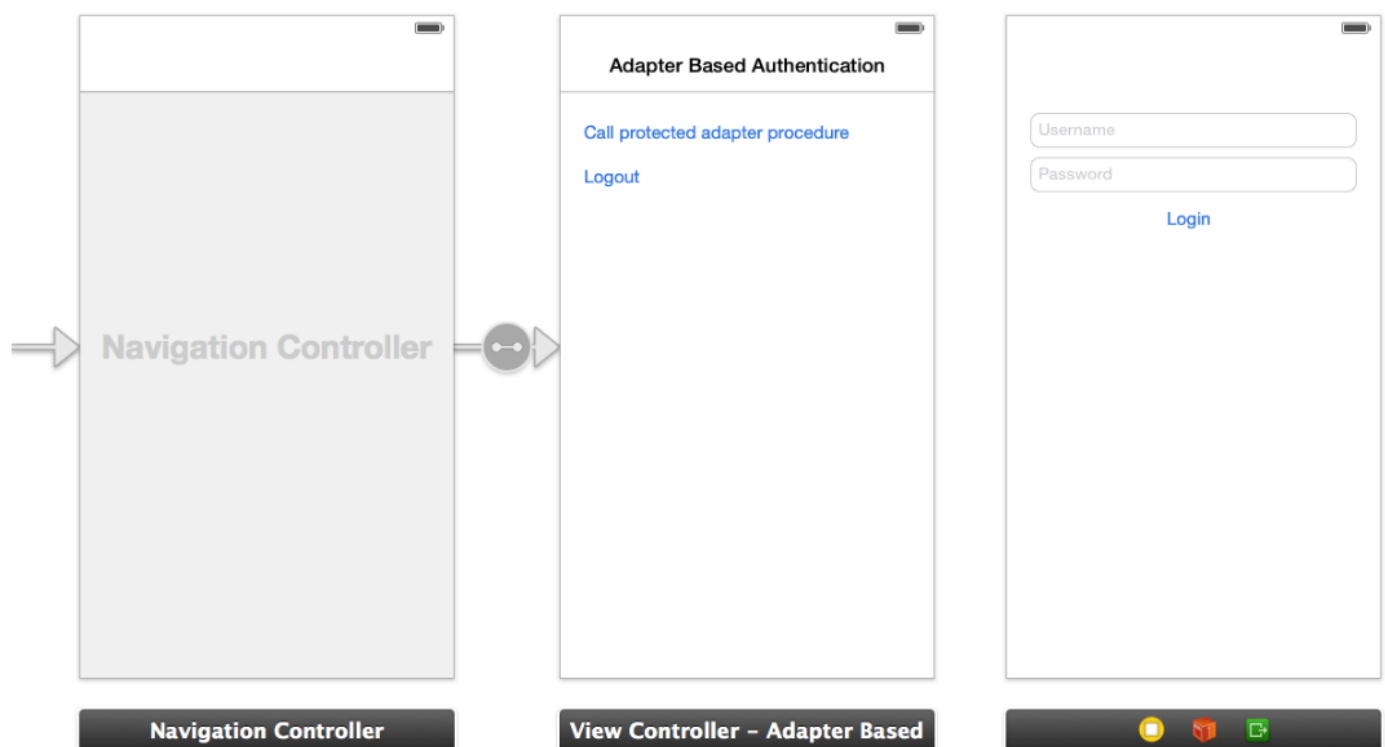 Adapter Based Authentication
Call protected adapter procedure
Logout
Username
Password
Login
Navigation Controller
Navigation Controller
View Controller – Adapter Based